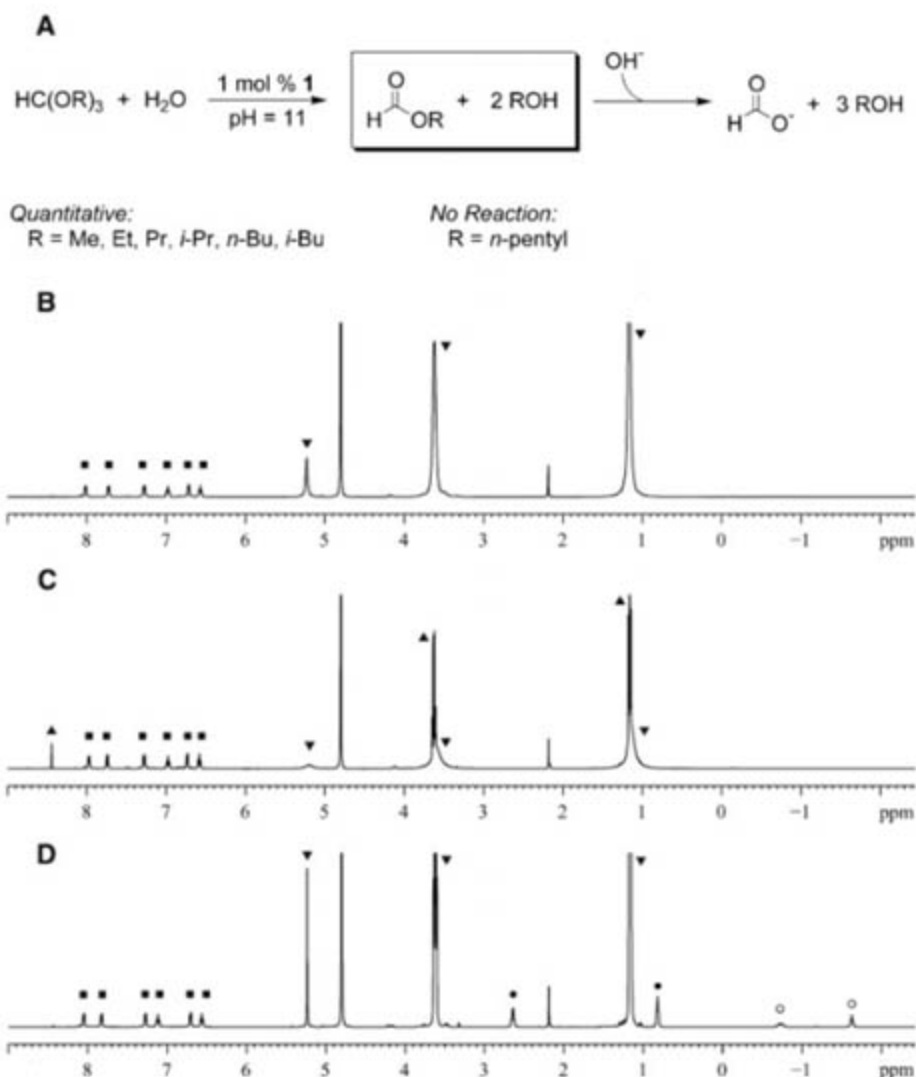 A
HC(OR)₃ + H₂O
1 mol % 1
pH = 11
O
H OR
+ 2 ROH
OH⁻
O
H O⁻
+ 3 ROH
Quantitative:
R = Me, Et, Pr, i-Pr, n-Bu, i-Bu
No Reaction:
R = n-pentyl
B
8 7 6 5 4 3 2 1 0 −1 ppm
C
8 7 6 5 4 3 2 1 0 −1 ppm
D
8 7 6 5 4 3 2 1 0 −1 ppm